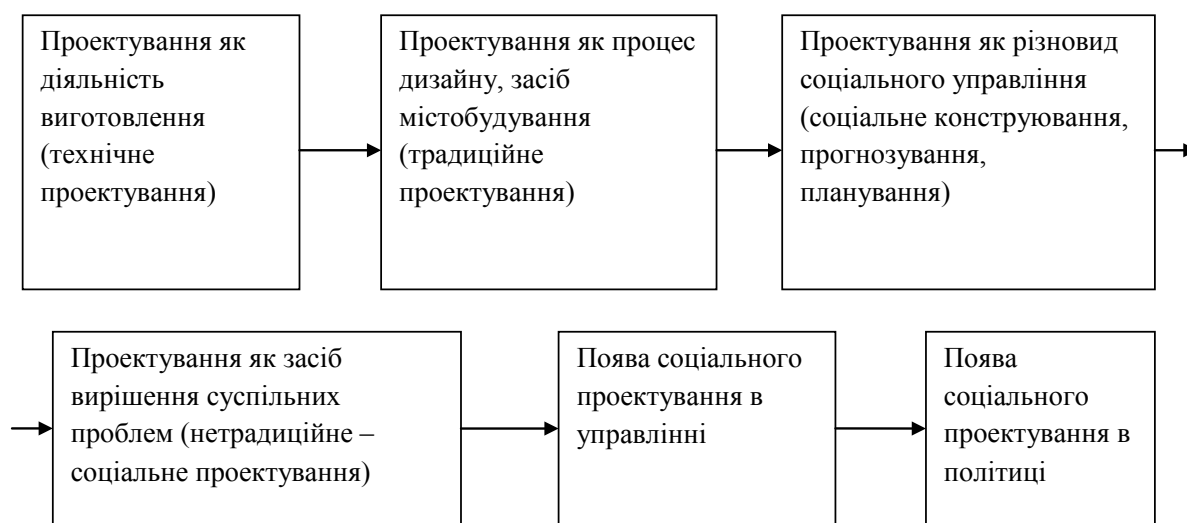 Проектування як
діяльність
виготовлення
(технічне
проектування)
Проектування як процес
дизайну, засіб
містобудування
(традиційне
проектування)
Проектування як різновид
соціального управління
(соціальне конструювання,
прогнозування,
планування)
Проектування як засіб
вирішення суспільних
проблем (нетрадиційне –
соціальне проектування)
Поява соціального
проектування в
управлінні
Поява
соціального
проектування в
політиці